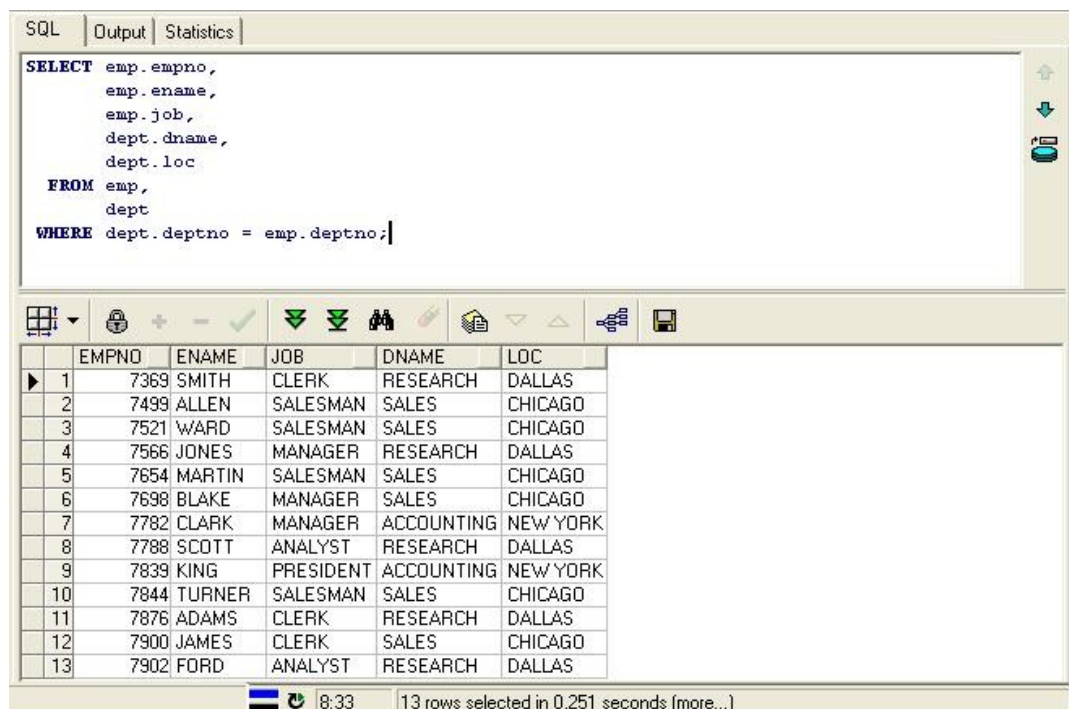 SQL Output Statistics
SELECT emp.empno,
emp.ename,
emp.job,
dept.dname,
dept.loc
FROM emp,
dept
WHERE dept.deptno = emp.deptno;
EMPNO ENAME JOB DNAME LOC
1 7369 SMITH CLERK RESEARCH DALLAS
2 7499 ALLEN SALESMAN SALES CHICAGO
3 7521 WARD SALESMAN SALES CHICAGO
4 7566 JONES MANAGER RESEARCH DALLAS
5 7654 MARTIN SALESMAN SALES CHICAGO
6 7698 BLAKE MANAGER SALES CHICAGO
7 7782 CLARK MANAGER ACCOUNTING NEW YORK
8 7788 SCOTT ANALYST RESEARCH DALLAS
9 7839 KING PRESIDENT ACCOUNTING NEW YORK
10 7844 TURNER SALESMAN SALES CHICAGO
11 7876 ADAMS CLERK RESEARCH DALLAS
12 7900 JAMES CLERK SALES CHICAGO
13 7902 FORD ANALYST RESEARCH DALLAS
8:33 13 rows selected in 0.251 seconds (more...)